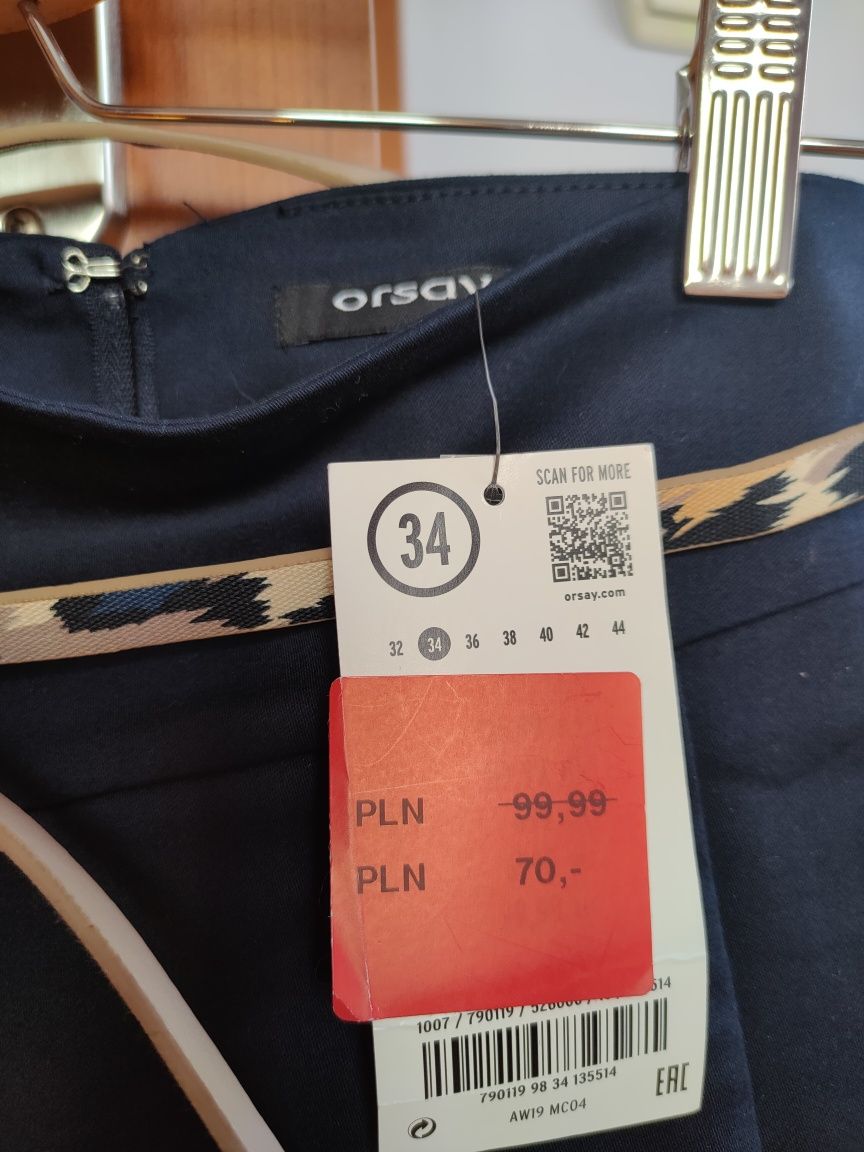 orsay
34
SCAN FOR MORE
orsay.com
32 34 36 38 40 42 44
PLN 99,99
PLN 70,-
1007 / 790119 /
790119 98 34 135514
EAC
AW19 MC04